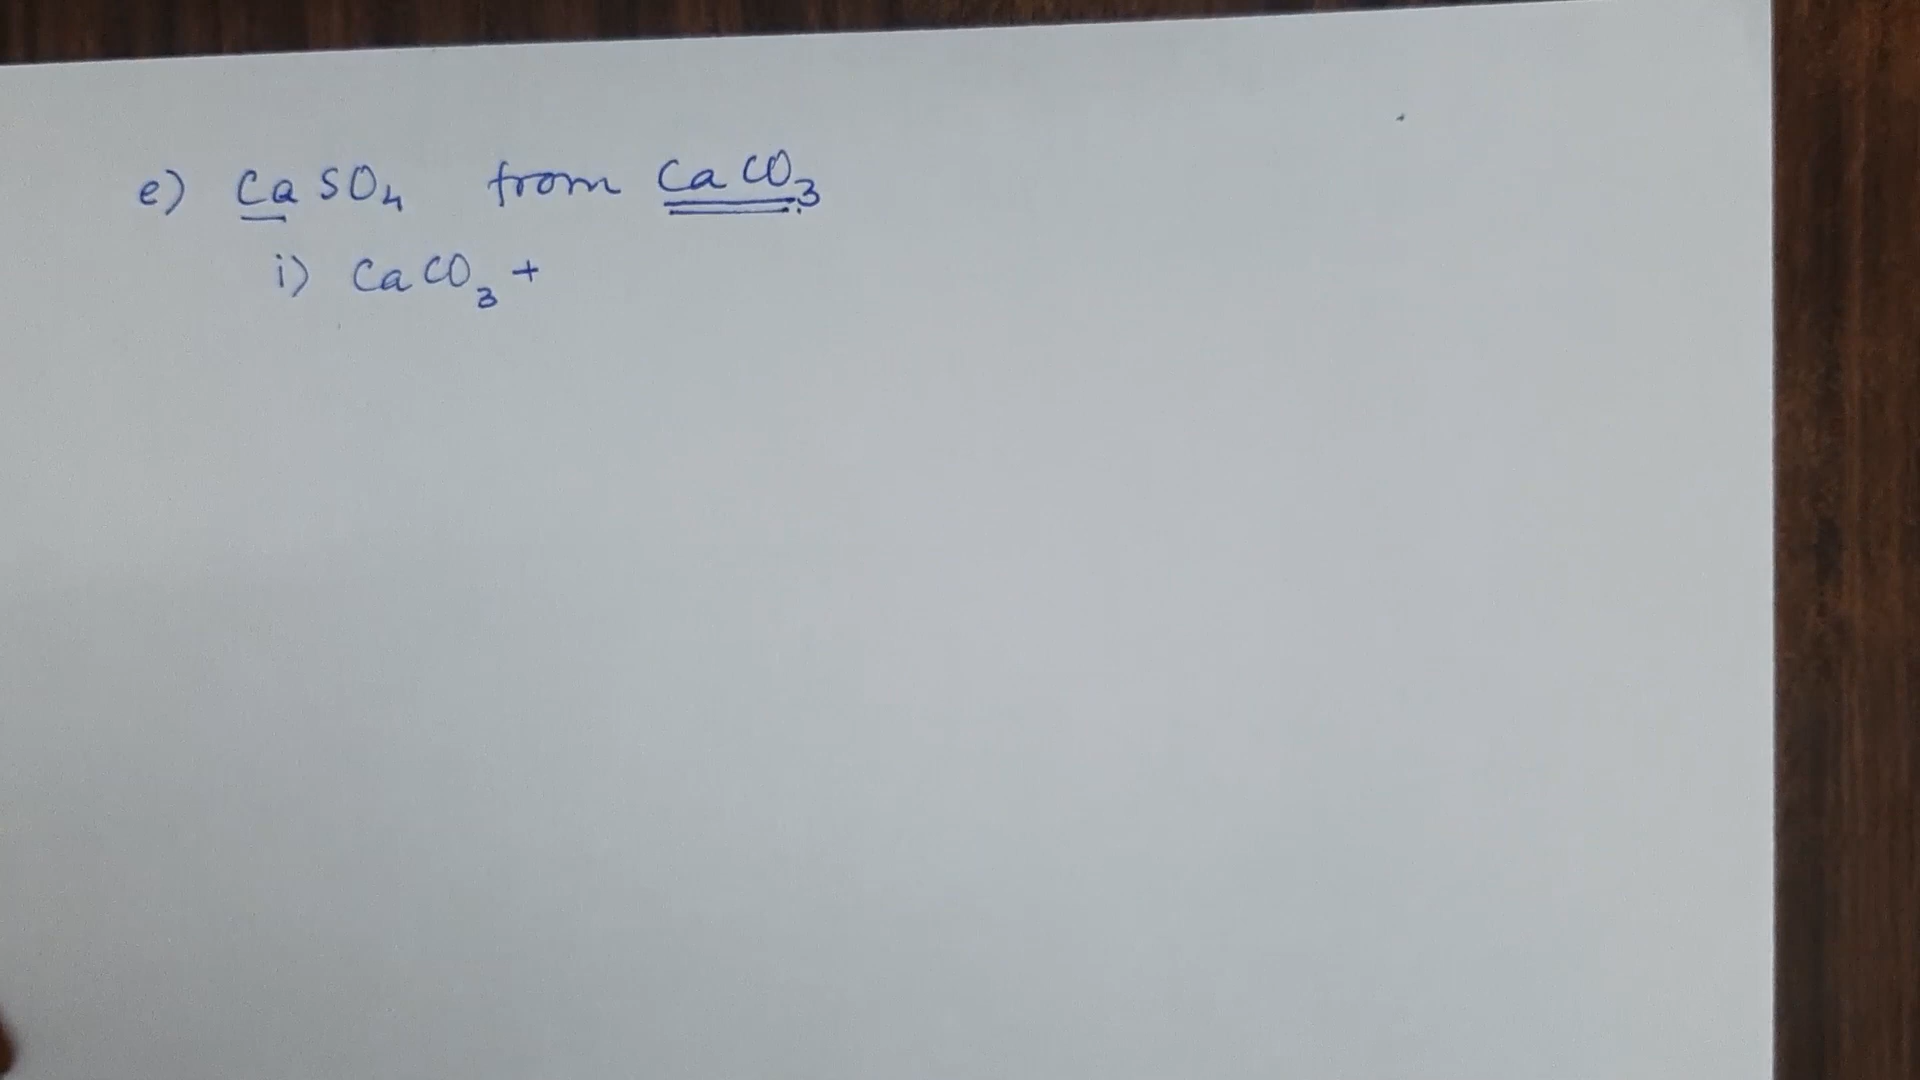 e) CaSO₄ from CaCO₃
i) CaCO₃ +